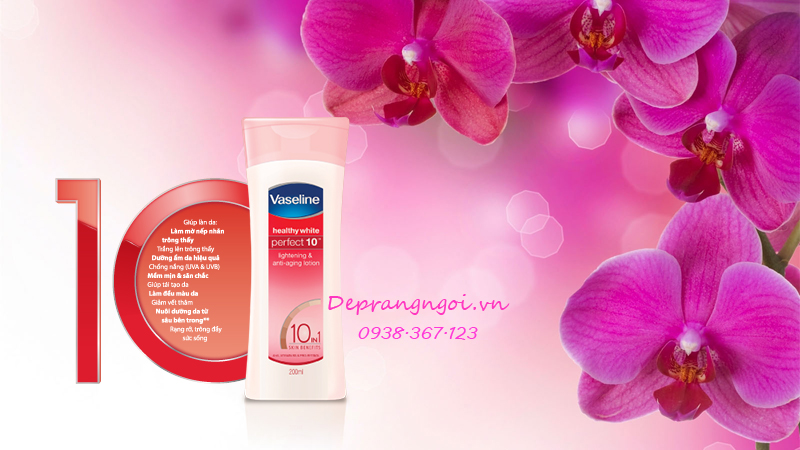 10
Giúp làn da:
Làm mờ nếp nhăn
trông thấy
Trắng lên trông thấy
Dưỡng ẩm da hiệu quả
Chống nắng (UVA & UVB)
Mềm mịn & săn chắc
Giúp tái tạo da
Làm đều màu da
Giảm vết thâm
Nuôi dưỡng da từ
sâu bên trong**
Rạng rỡ, trông đầy
sức sống
Vaseline
healthy white
perfect 10™
lightening &
anti-aging lotion
10 IN 1
SKIN BENEFITS
200ml
Deprangngoi.vn
0938·367·123